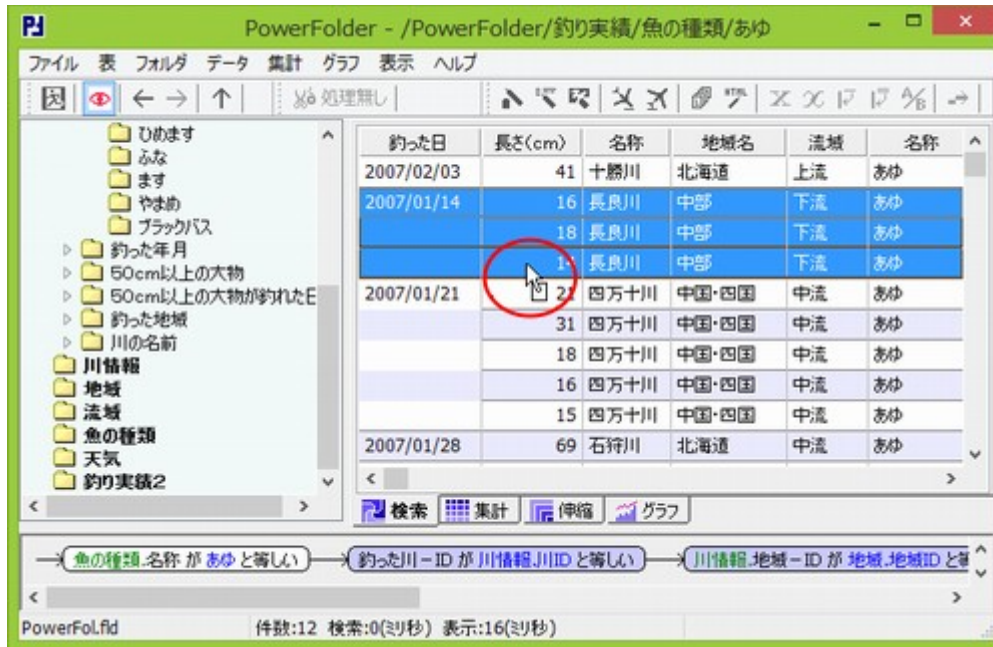 PowerFolder - /PowerFolder/釣り実績/魚の種類/あゆ
ファイル 表 フォルダ データ 集計 グラフ 表示 ヘルプ
処理無し
ひめます
ふな
ます
やまめ
ブラックバス
釣った年月
50cm以上の大物
50cm以上の大物が釣れたE
釣った地域
川の名前
川情報
地域
流域
魚の種類
天気
釣り実績2
釣った日 長さ(cm) 名称 地域名 流域 名称
2007/02/03 41 十勝川 北海道 上流 あゆ
2007/01/14 16 長良川 中部 下流 あゆ
18 長良川 中部 下流 あゆ
14 長良川 中部 下流 あゆ
2007/01/21 21 四万十川 中国・四国 中流 あゆ
31 四万十川 中国・四国 中流 あゆ
18 四万十川 中国・四国 中流 あゆ
16 四万十川 中国・四国 中流 あゆ
15 四万十川 中国・四国 中流 あゆ
2007/01/28 69 石狩川 北海道 中流 あゆ
検索 集計 伸縮 グラフ
魚の種類.名称 が あゆ と等しい 釣った川-ID が 川情報.川ID と等しい 川情報.地域-ID が 地域.地域ID と等
PowerFol.fld 件数:12 検索:0(ミリ秒) 表示:16(ミリ秒)